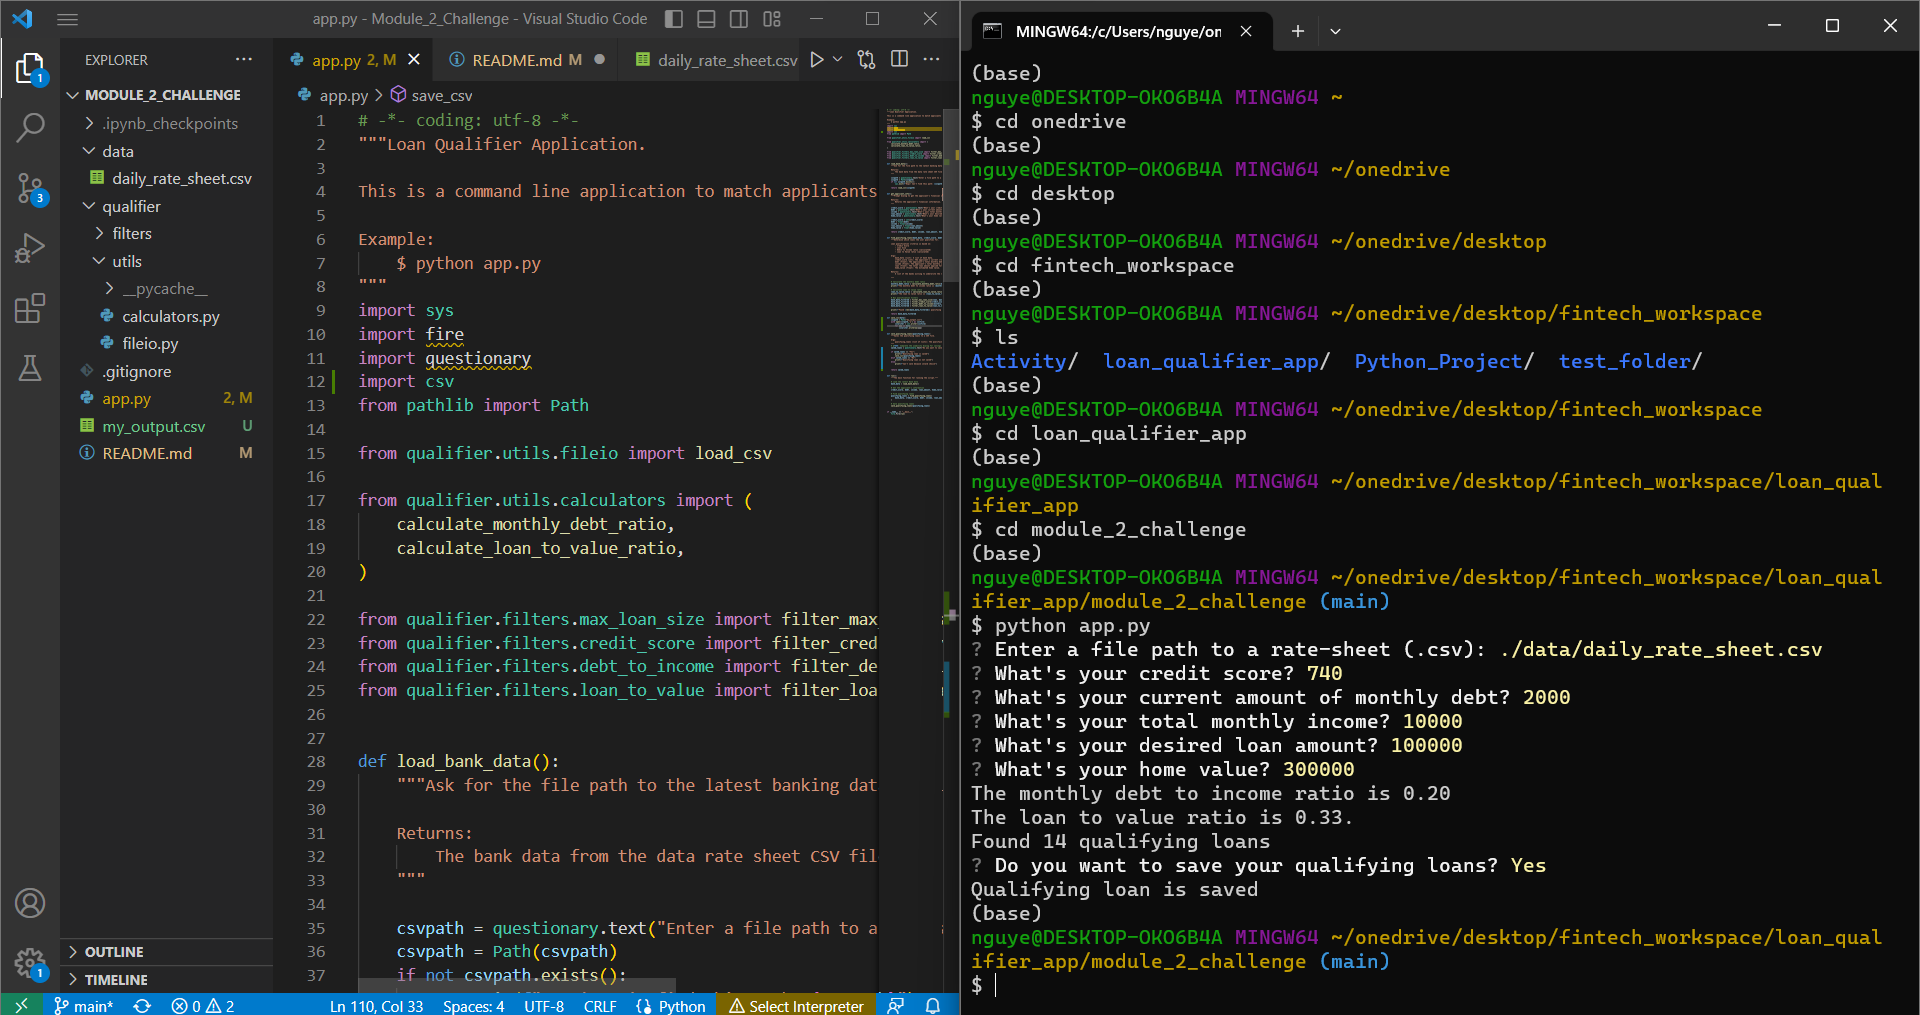 app.py - Module_2_Challenge - Visual Studio Code
EXPLORER
MODULE_2_CHALLENGE
.ipynb_checkpoints
data
daily_rate_sheet.csv
qualifier
filters
utils
__pycache__
calculators.py
fileio.py
.gitignore
app.py 2, M
my_output.csv U
README.md M
OUTLINE
TIMELINE
1
3
1
app.py 2, M
README.md M
daily_rate_sheet.csv
app.py > save_csv
1 # -*- coding: utf-8 -*-
2 """Loan Qualifier Application.
3
4 This is a command line application to match applicants
5
6 Example:
7 $ python app.py
8 """
9 import sys
10 import fire
11 import questionary
12 import csv
13 from pathlib import Path
14
15 from qualifier.utils.fileio import load_csv
16
17 from qualifier.utils.calculators import (
18 calculate_monthly_debt_ratio,
19 calculate_loan_to_value_ratio,
20 )
21
22 from qualifier.filters.max_loan_size import filter_max_
23 from qualifier.filters.credit_score import filter_cred
24 from qualifier.filters.debt_to_income import filter_de
25 from qualifier.filters.loan_to_value import filter_loa
26
27
28 def load_bank_data():
29 """Ask for the file path to the latest banking dat
30
31 Returns:
32 The bank data from the data rate sheet CSV fil
33 """
34
35 csvpath = questionary.text("Enter a file path to a
36 csvpath = Path(csvpath)
37 if not csvpath.exists():
main* 0 2 Ln 110, Col 33 Spaces: 4 UTF-8 CRLF Python Select Interpreter
MINGW64:/c/Users/nguye/on
(base)
nguye@DESKTOP-OKO6B4A MINGW64 ~
$ cd onedrive
(base)
nguye@DESKTOP-OKO6B4A MINGW64 ~/onedrive
$ cd desktop
(base)
nguye@DESKTOP-OKO6B4A MINGW64 ~/onedrive/desktop
$ cd fintech_workspace
(base)
nguye@DESKTOP-OKO6B4A MINGW64 ~/onedrive/desktop/fintech_workspace
$ ls
Activity/ loan_qualifier_app/ Python_Project/ test_folder/
(base)
nguye@DESKTOP-OKO6B4A MINGW64 ~/onedrive/desktop/fintech_workspace
$ cd loan_qualifier_app
(base)
nguye@DESKTOP-OKO6B4A MINGW64 ~/onedrive/desktop/fintech_workspace/loan_qual
ifier_app
$ cd module_2_challenge
(base)
nguye@DESKTOP-OKO6B4A MINGW64 ~/onedrive/desktop/fintech_workspace/loan_qual
ifier_app/module_2_challenge (main)
$ python app.py
? Enter a file path to a rate-sheet (.csv): ./data/daily_rate_sheet.csv
? What's your credit score? 740
? What's your current amount of monthly debt? 2000
? What's your total monthly income? 10000
? What's your desired loan amount? 100000
? What's your home value? 300000
The monthly debt to income ratio is 0.20
The loan to value ratio is 0.33.
Found 14 qualifying loans
? Do you want to save your qualifying loans? Yes
Qualifying loan is saved
(base)
nguye@DESKTOP-OKO6B4A MINGW64 ~/onedrive/desktop/fintech_workspace/loan_qual
ifier_app/module_2_challenge (main)
$